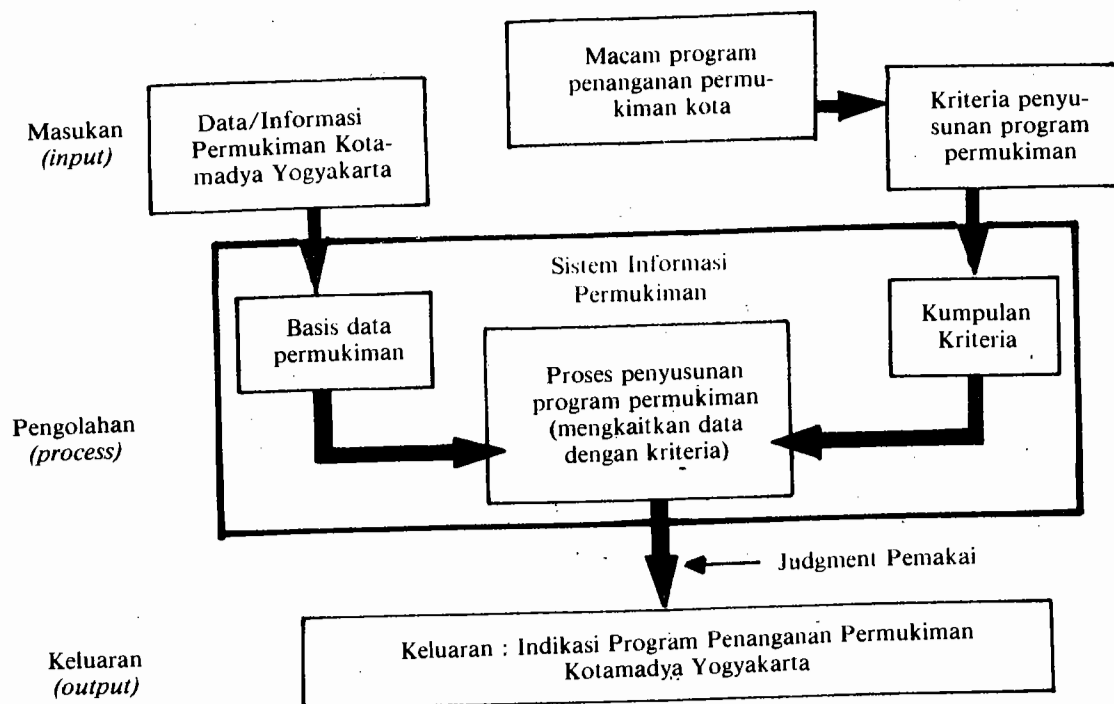 Macam program
penanganan permu-
kiman kota
Masukan
(input)
Data/Informasi
Permukiman Kota-
madya Yogyakarta
Kriteria penyu-
sunan program
permukiman
Sistem Informasi
Permukiman
Basis data
permukiman
Kumpulan
Kriteria
Proses penyusunan
program permukiman
(mengkaitkan data
dengan kriteria)
Pengolahan
(process)
Judgment Pemakai
Keluaran
(output)
Keluaran : Indikasi Program Penanganan Permukiman
Kotamadya Yogyakarta